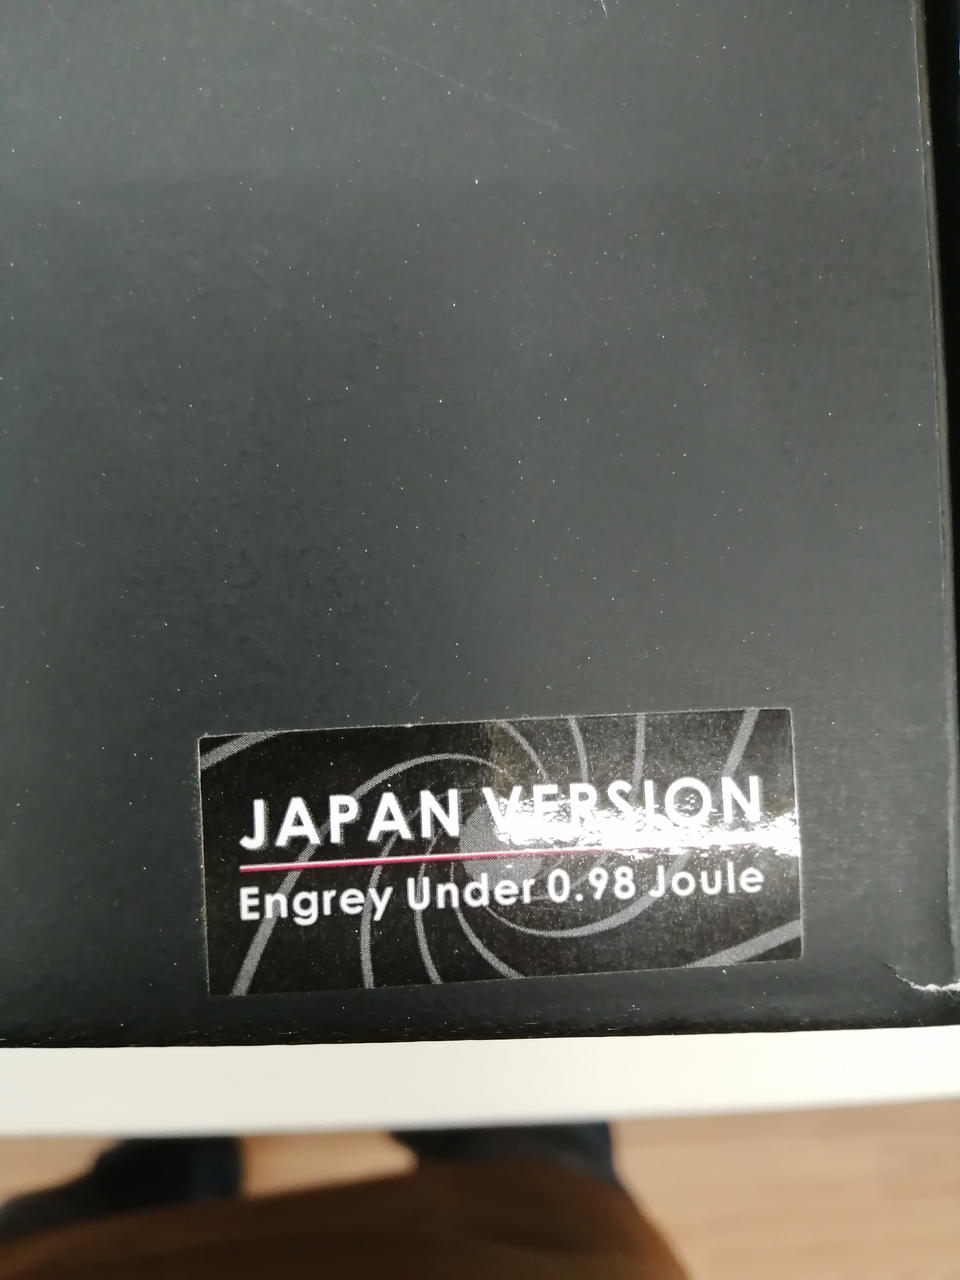 JAPAN VERSION
Engrey Under 0.98 Joule